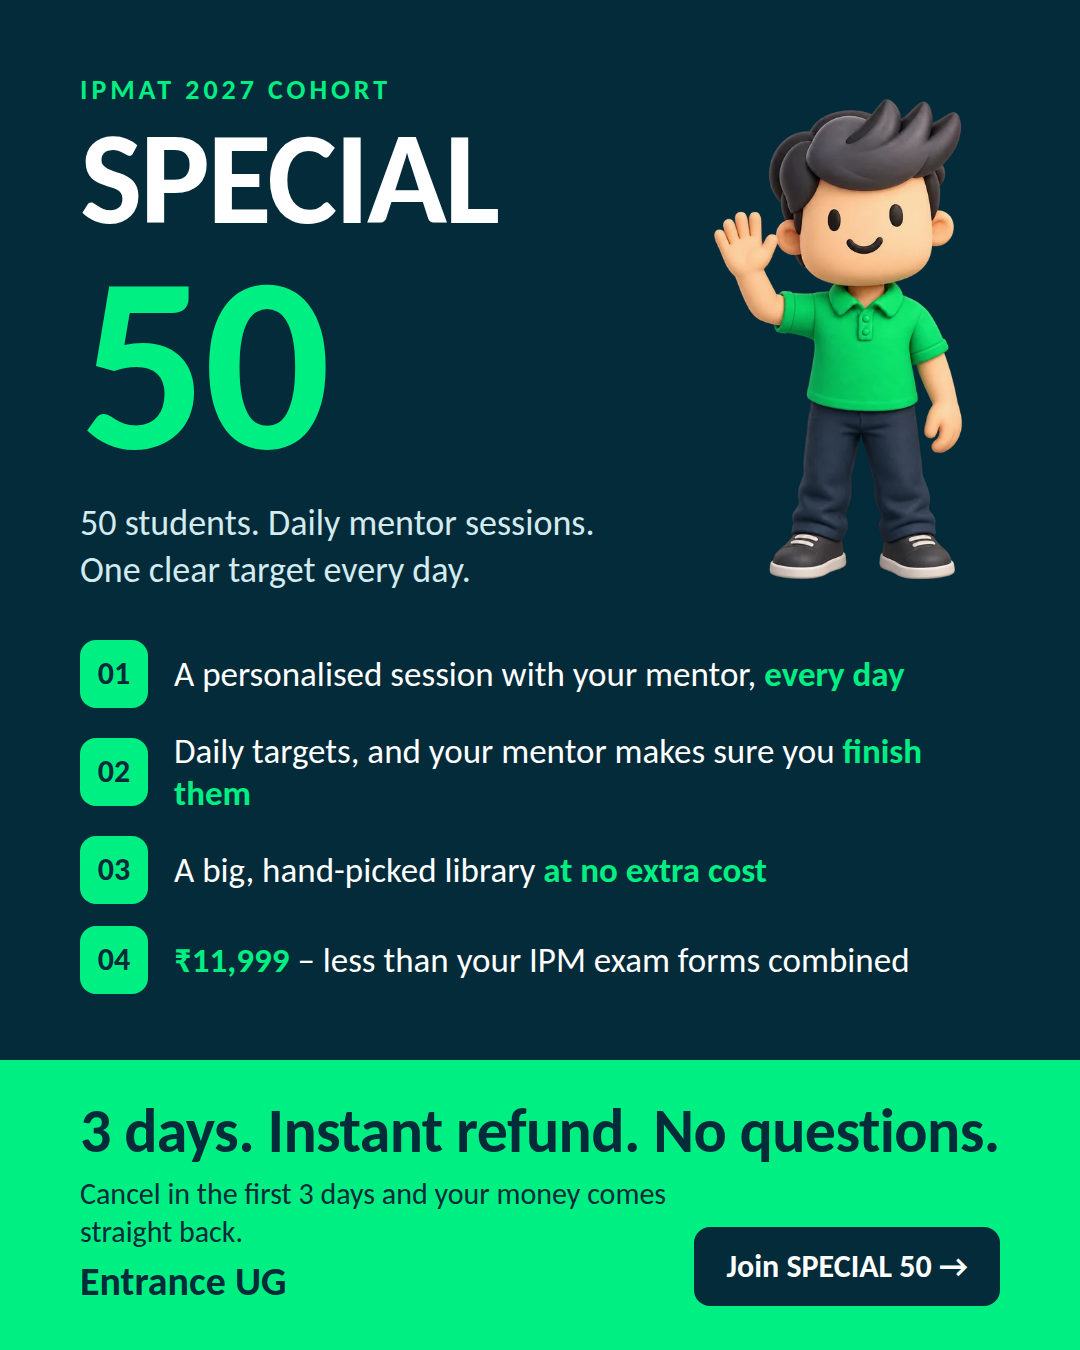 IPMAT 2027 COHORT
SPECIAL
50
50 students. Daily mentor sessions.
One clear target every day.
01 A personalised session with your mentor, every day
02 Daily targets, and your mentor makes sure you finish
them
03 A big, hand-picked library at no extra cost
04 ₹11,999 – less than your IPM exam forms combined
3 days. Instant refund. No questions.
Cancel in the first 3 days and your money comes
straight back.
Entrance UG
Join SPECIAL 50 →